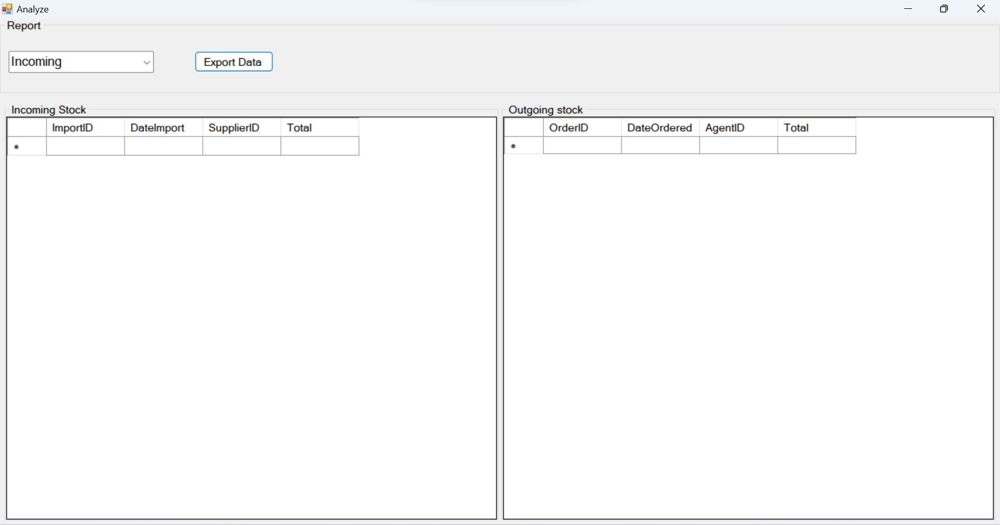 Analyze
Report
Incoming
Export Data
Incoming Stock
ImportID DateImport SupplierID Total
Outgoing stock
OrderID DateOrdered AgentID Total